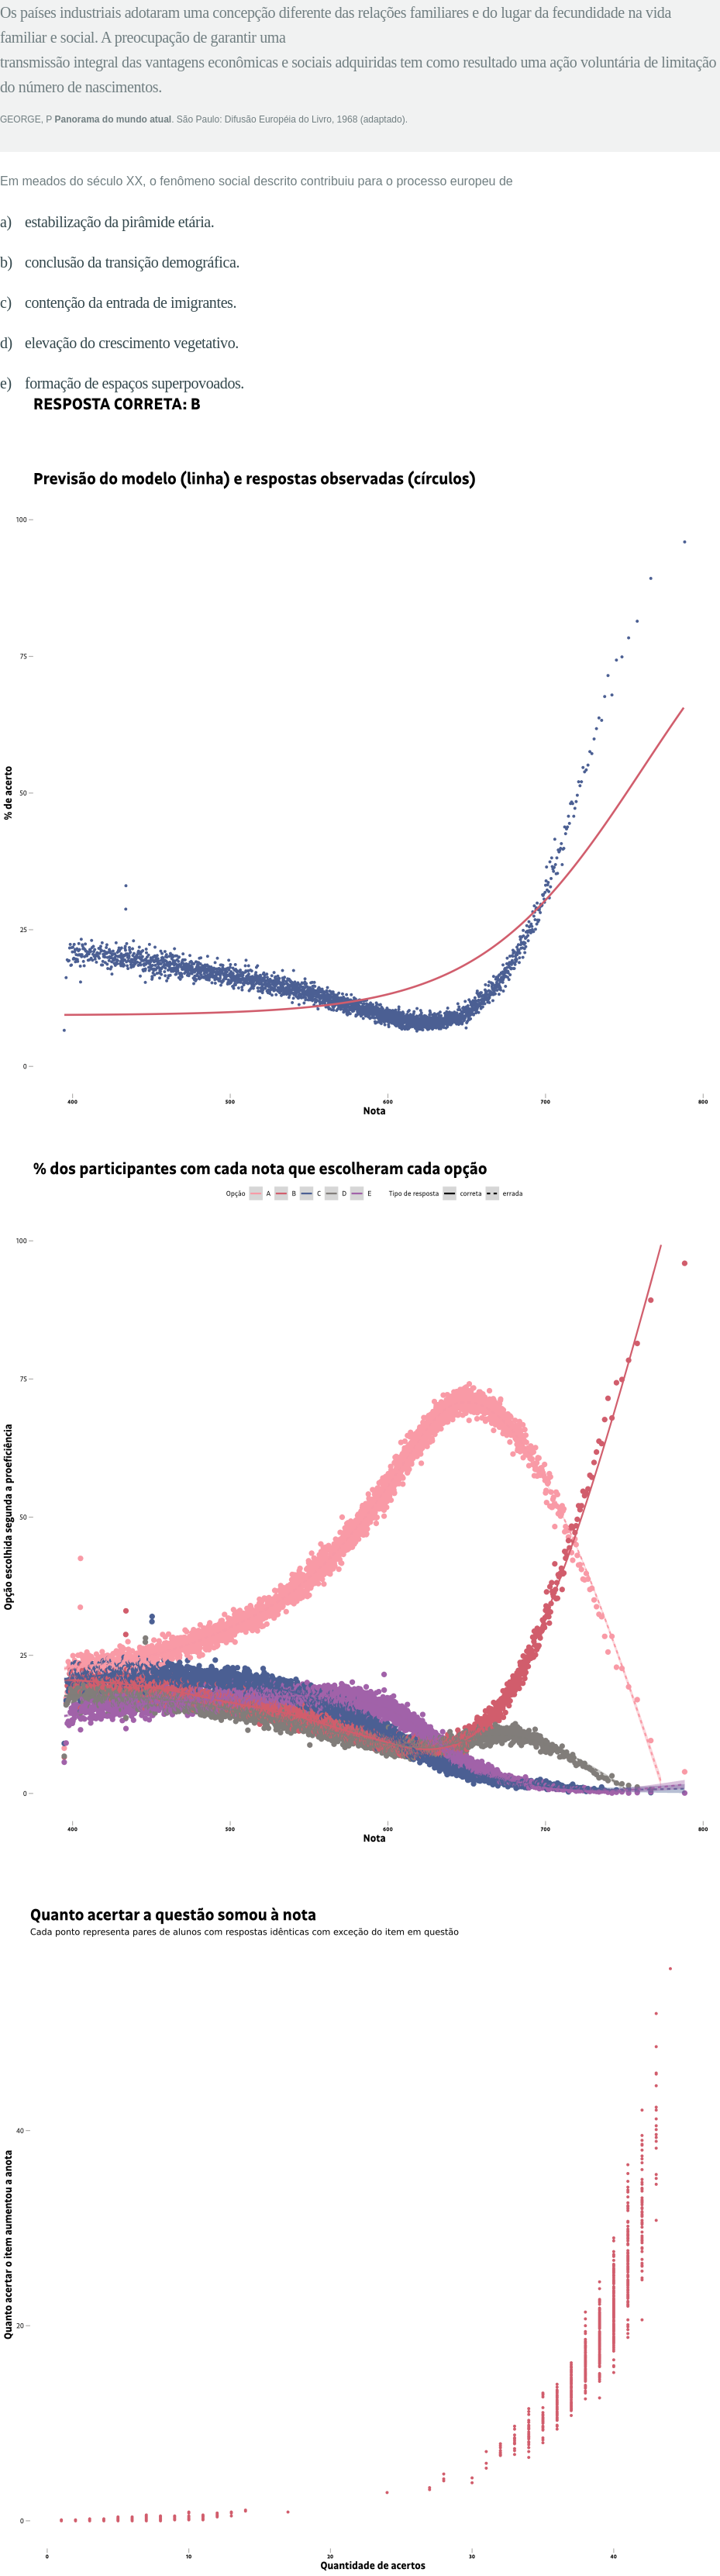 Os países industriais adotaram uma concepção diferente das relações familiares e do lugar da fecundidade na vida
familiar e social. A preocupação de garantir uma
transmissão integral das vantagens econômicas e sociais adquiridas tem como resultado uma ação voluntária de limitação
do número de nascimentos.
GEORGE, P Panorama do mundo atual. São Paulo: Difusão Européia do Livro, 1968 (adaptado).
Em meados do século XX, o fenômeno social descrito contribuiu para o processo europeu de
a) estabilização da pirâmide etária.
b) conclusão da transição demográfica.
c) contenção da entrada de imigrantes.
d) elevação do crescimento vegetativo.
e) formação de espaços superpovoados.
RESPOSTA CORRETA: B
Previsão do modelo (linha) e respostas observadas (círculos)
100
75
50
25
0
% de acerto
400 500 600 700 800
Nota
% dos participantes com cada nota que escolheram cada opção
Opção A B C D E Tipo de resposta correta errada
100
75
50
25
0
Opção escolhida segunda a proeficiência
400 500 600 700 800
Nota
Quanto acertar a questão somou à nota
Cada ponto representa pares de alunos com respostas idênticas com exceção do item em questão
40
20
0
Quanto acertar o item aumentou a anota
0 10 20 30 40
Quantidade de acertos